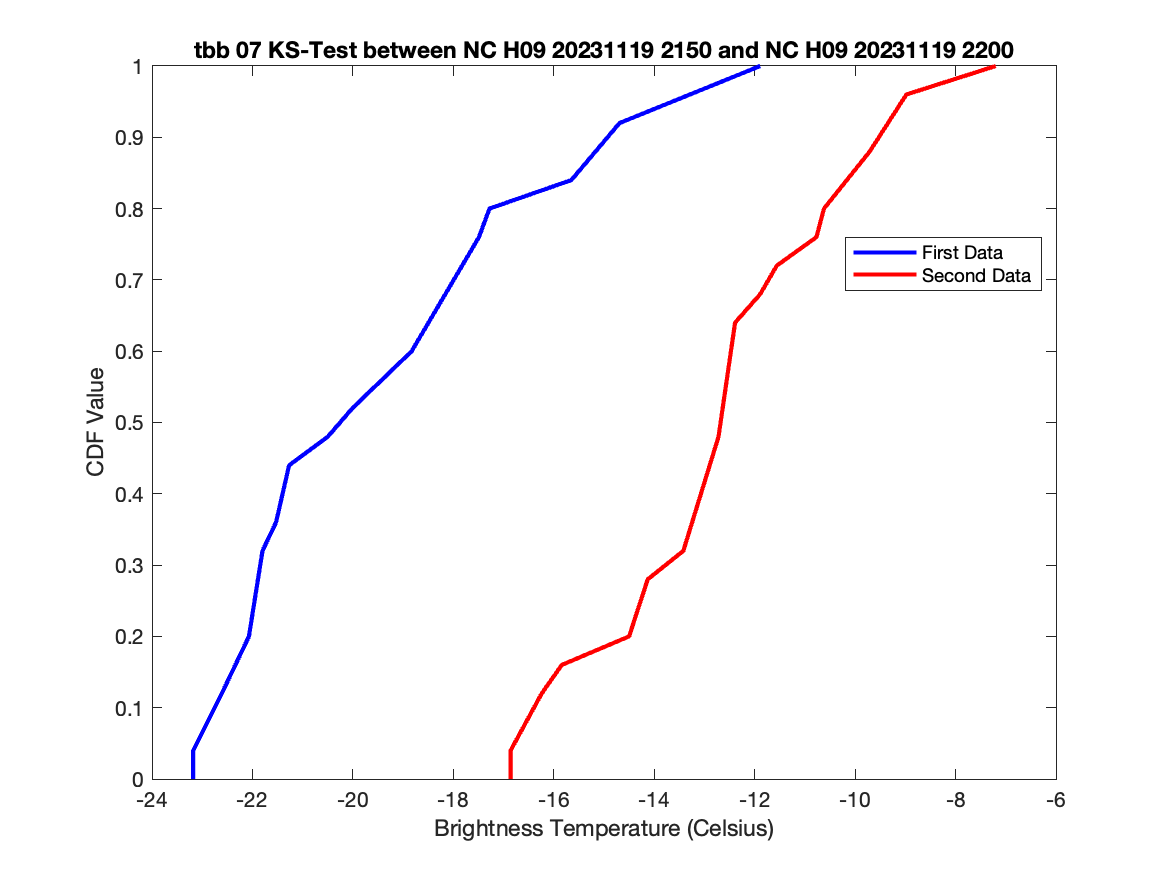 tbb 07 KS-Test between NC H09 20231119 2150 and NC H09 20231119 2200
1
0.9
0.8
0.7
0.6
0.5
0.4
0.3
0.2
0.1
0
CDF Value
First Data
Second Data
-24 -22 -20 -18 -16 -14 -12 -10 -8 -6
Brightness Temperature (Celsius)